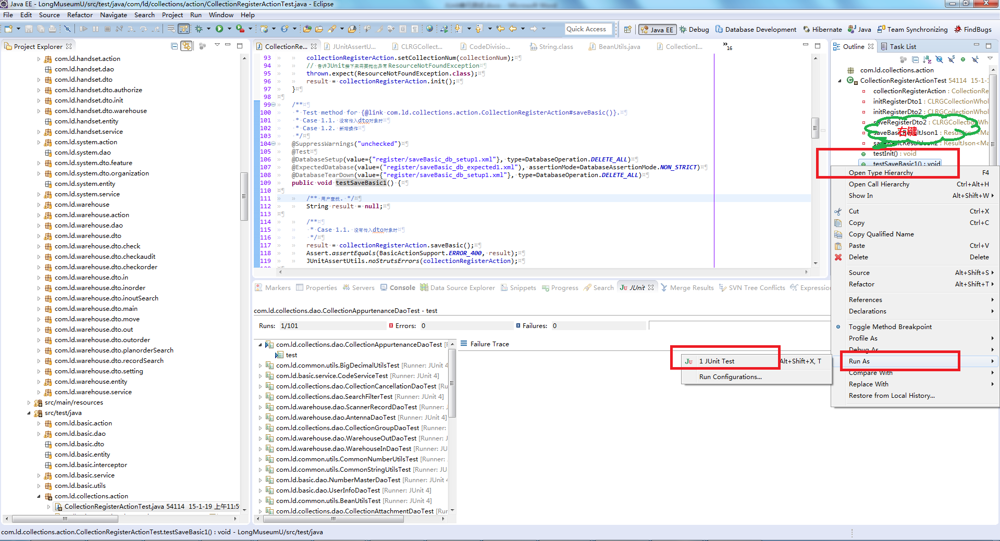 Java EE - LongMuseumU/src/test/java/com/ld/collections/action/CollectionRegisterActionTest.java - Eclipse
File Edit Source Refactor Navigate Search Project Run Window Help
Quick Access
Java EE Debug Database Development Hibernate Java Team Synchronizing FindBugs
Project Explorer
com.ld.handset.action
com.ld.handset.dao
com.ld.handset.dto
com.ld.handset.dto.authorize
com.ld.handset.dto.init
com.ld.handset.dto.warehouse
com.ld.handset.entity
com.ld.handset.service
com.ld.system.action
com.ld.system.dao
com.ld.system.dto.feature
com.ld.system.dto.organization
com.ld.system.entity
com.ld.system.service
com.ld.warehouse
com.ld.warehouse.action
com.ld.warehouse.dao
com.ld.warehouse.dto
com.ld.warehouse.dto.check
com.ld.warehouse.dto.checkaudit
com.ld.warehouse.dto.checkorder
com.ld.warehouse.dto.in
com.ld.warehouse.dto.inorder
com.ld.warehouse.dto.inoutSearch
com.ld.warehouse.dto.main
com.ld.warehouse.dto.move
com.ld.warehouse.dto.out
com.ld.warehouse.dto.outorder
com.ld.warehouse.dto.planorderSearch
com.ld.warehouse.dto.recordSearch
com.ld.warehouse.dto.setting
com.ld.warehouse.entity
com.ld.warehouse.service
src/main/resources
src/test/java
com.ld.basic.action
com.ld.basic.dao
com.ld.basic.dto
com.ld.basic.entity
com.ld.basic.interceptor
com.ld.basic.service
com.ld.basic.utils
com.ld.collections.action
CollectionRegisterActionTest.java 54114 15-1-19 上午11:5
CollectionRe... JUnitAssertU... CLRGCollect... CodeDivisio... String.class BeanUtils.java CollectionI... »16
93 collectionRegisterAction.setCollectionNum(collectionNum);
94 // 告诉JUnit接下来需要抛出异常 ResourceNotFoundException
95 thrown.expect(ResourceNotFoundException.class);
96 result = collectionRegisterAction.init();
97 }
98
99 /**
100 * Test method for {@link com.ld.collections.action.CollectionRegisterAction#saveBasic()}.
101 * Case 1.1. 没有传入dto对象时
102 * Case 1.2. 新增操作
103 */
104 @SuppressWarnings("unchecked")
105 @Test
106 @DatabaseSetup(value={"register/saveBasic_db_setup1.xml"}, type=DatabaseOperation.DELETE_ALL)
107 @ExpectedDatabase(value=("register/saveBasic_db_expected1.xml"), assertionMode=DatabaseAssertionMode.NON_STRICT)
108 @DatabaseTearDown(value={"register/saveBasic_db_setup1.xml"}, type=DatabaseOperation.DELETE_ALL)
109 public void testSaveBasic1() {
110
111 /** 用户查找. */
112 String result = null;
113
114 /**
115 * Case 1.1. 没有传入dto对象时
116 */
117 result = collectionRegisterAction.saveBasic();
118 Assert.assertEquals(BasicActionSupport.ERROR_400, result);
119 JUnitAssertUtils.noStrutsErrors(collectionRegisterAction);
Markers Properties Servers Console Data Source Explorer Snippets Progress Search JUnit Merge Results SVN Tree Conflicts Expressio
com.ld.collections.dao.CollectionAppurtenanceDaoTest - test
Runs: 1/101 Errors: 0 Failures: 0
com.ld.collections.dao.CollectionAppurtenanceDaoTest
test
com.ld.common.utils.BigDecimalUtilsTest [Runner: JUnit 4
com.ld.basic.service.CodeServiceTest [Runner: JUnit 4]
com.ld.collections.dao.CollectionCancellationDaoTest [Ru
com.ld.collections.dao.SearchFilterTest [Runner: JUnit 4]
com.ld.warehouse.dao.ScannerRecordDaoTest [Runner:
com.ld.warehouse.dao.AntennaDaoTest [Runner: JUnit 4]
com.ld.collections.dao.CollectionGroupDaoTest [Runner:
com.ld.warehouse.dao.WarehouseOutDaoTest [Runner: J
com.ld.warehouse.dao.WarehouseInDaoTest [Runner: JU
com.ld.common.utils.CommonNumberUtilsTest [Runner:
com.ld.common.utils.CommonStringUtilsTest [Runner: J
com.ld.basic.dao.NumberMasterDaoTest [Runner: JUnit 4
com.ld.basic.dao.UserInfoDaoTest [Runner: JUnit 4]
com.ld.common.utils.BeanUtilsTest [Runner: JUnit 4]
com.ld.collections.dao.CollectionAttachmentDaoTest [Ru
Failure Trace
1 JUnit Test Alt+Shift+X, T
Run Configurations...
Outline Task List
com.ld.collections.action
CollectionRegisterActionTest 54114 15-1-1
collectionRegisterAction : CollectionRe
initRegisterDto1 : CLRGCollectionWhol
initRegisterDto2 : CLRGCollectionWhol
saveRegisterDto2 : CLRGCollectionWho
右键
saveBasicResultJson1 : ResultJson<Ma
saveBasicResultJson2 : ResultJson<Ma
testInit() : void
testSaveBasic1() : void
Open Type Hierarchy F4
Open Call Hierarchy Ctrl+Alt+H
Show In Alt+Shift+W
Cut Ctrl+X
Copy Ctrl+C
Copy Qualified Name
Paste Ctrl+V
Delete Delete
Source Alt+Shift+S
Refactor Alt+Shift+T
References
Declarations
Toggle Method Breakpoint
Profile As
Debug As
Run As
Compare With
Replace With
Restore from Local History...
com.ld.collections.action.CollectionRegisterActionTest.testSaveBasic1() : void - LongMuseumU/src/test/java